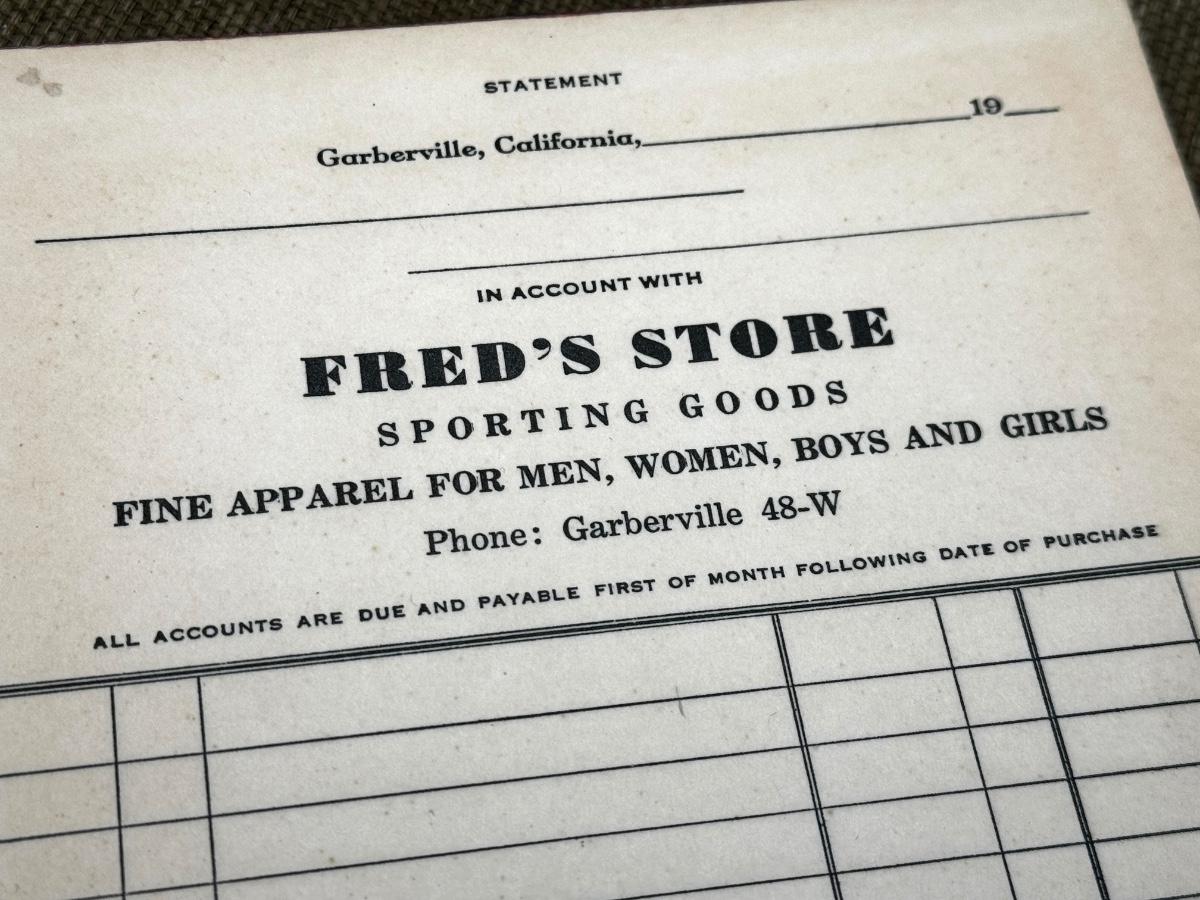 STATEMENT
Garberville, California,____________19___
IN ACCOUNT WITH
FRED'S STORE
SPORTING GOODS
FINE APPAREL FOR MEN, WOMEN, BOYS AND GIRLS
Phone: Garberville 48-W
ALL ACCOUNTS ARE DUE AND PAYABLE FIRST OF MONTH FOLLOWING DATE OF PURCHASE